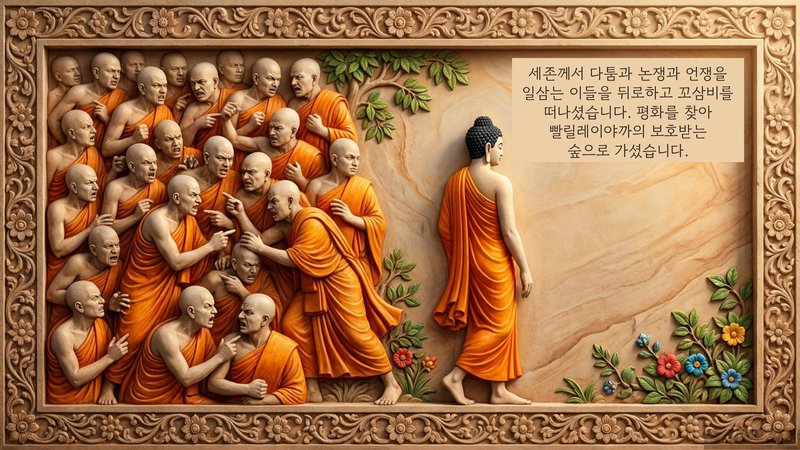 세존께서 다툼과 논쟁과 언쟁을
일삼는 이들을 뒤로하고 꼬삼비를
떠나셨습니다. 평화를 찾아
빨릴레이야까의 보호받는
숲으로 가셨습니다.